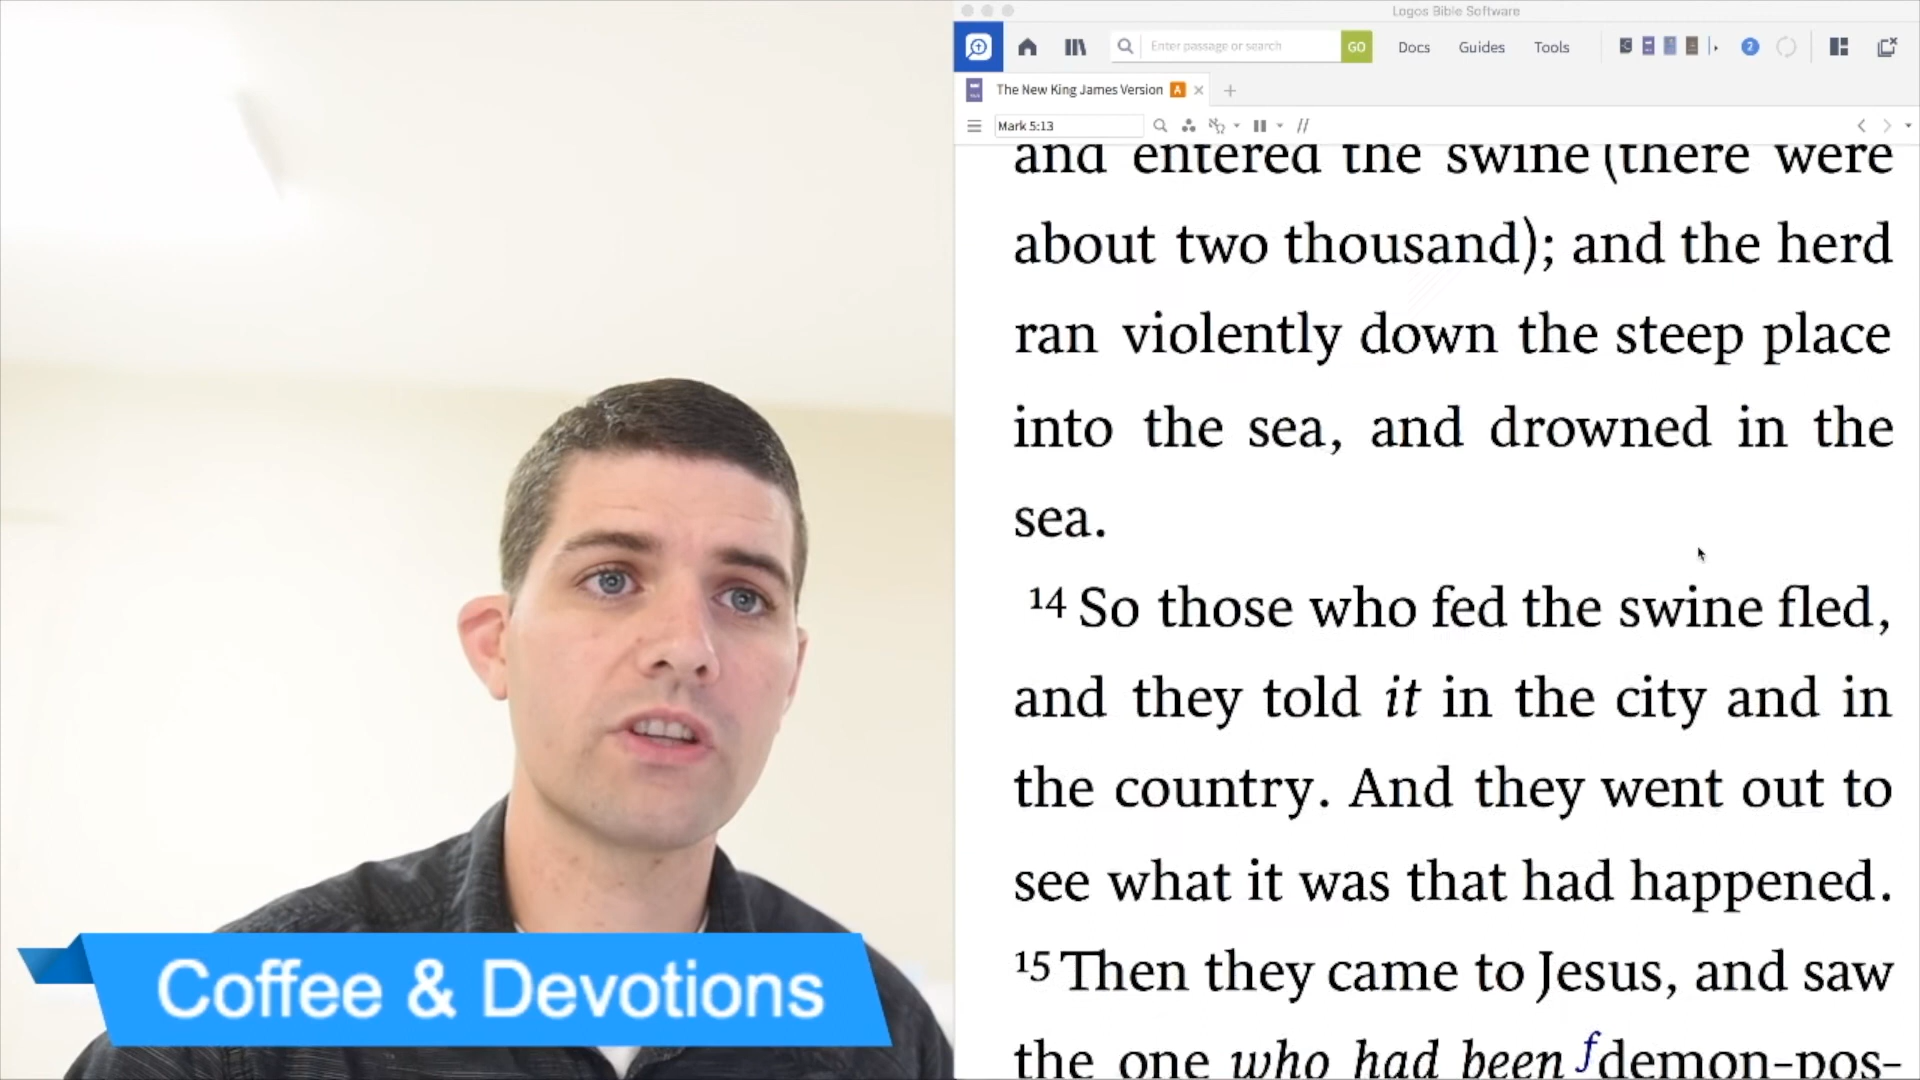 Logos Bible Software
Enter passage or search
GO
Docs
Guides
Tools
2
The New King James Version A
Mark 5:13
and entered the swine (there were
about two thousand); and the herd
ran violently down the steep place
into the sea, and drowned in the
sea.
14 So those who fed the swine fled,
and they told it in the city and in
the country. And they went out to
see what it was that had happened.
15 Then they came to Jesus, and saw
the one who had been f demon-pos-
Coffee & Devotions